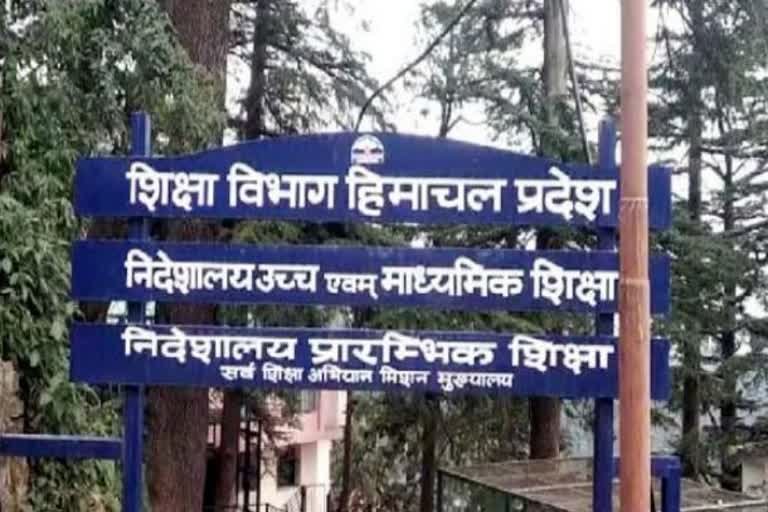 शिक्षा विभाग हिमाचल प्रदेश
निदेशालय उच्च एवम् माध्यमिक शिक्षा
निदेशालय प्रारम्भिक शिक्षा
सर्व शिक्षा अभियान मिशन मुख्यालय